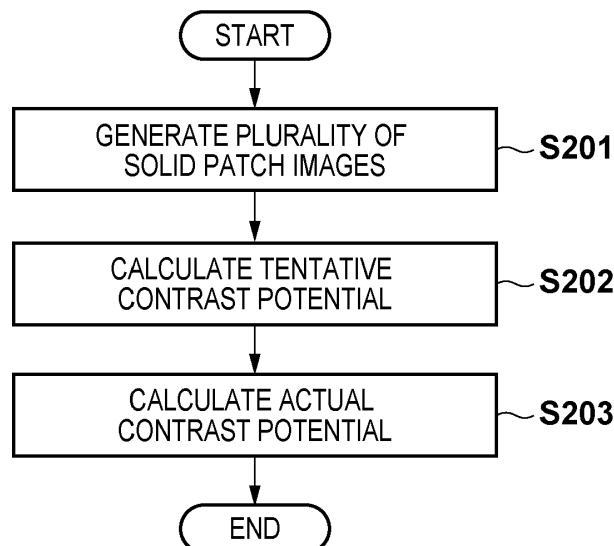 START
GENERATE PLURALITY OF
SOLID PATCH IMAGES
S201
CALCULATE TENTATIVE
CONTRAST POTENTIAL
S202
CALCULATE ACTUAL
CONTRAST POTENTIAL
S203
END